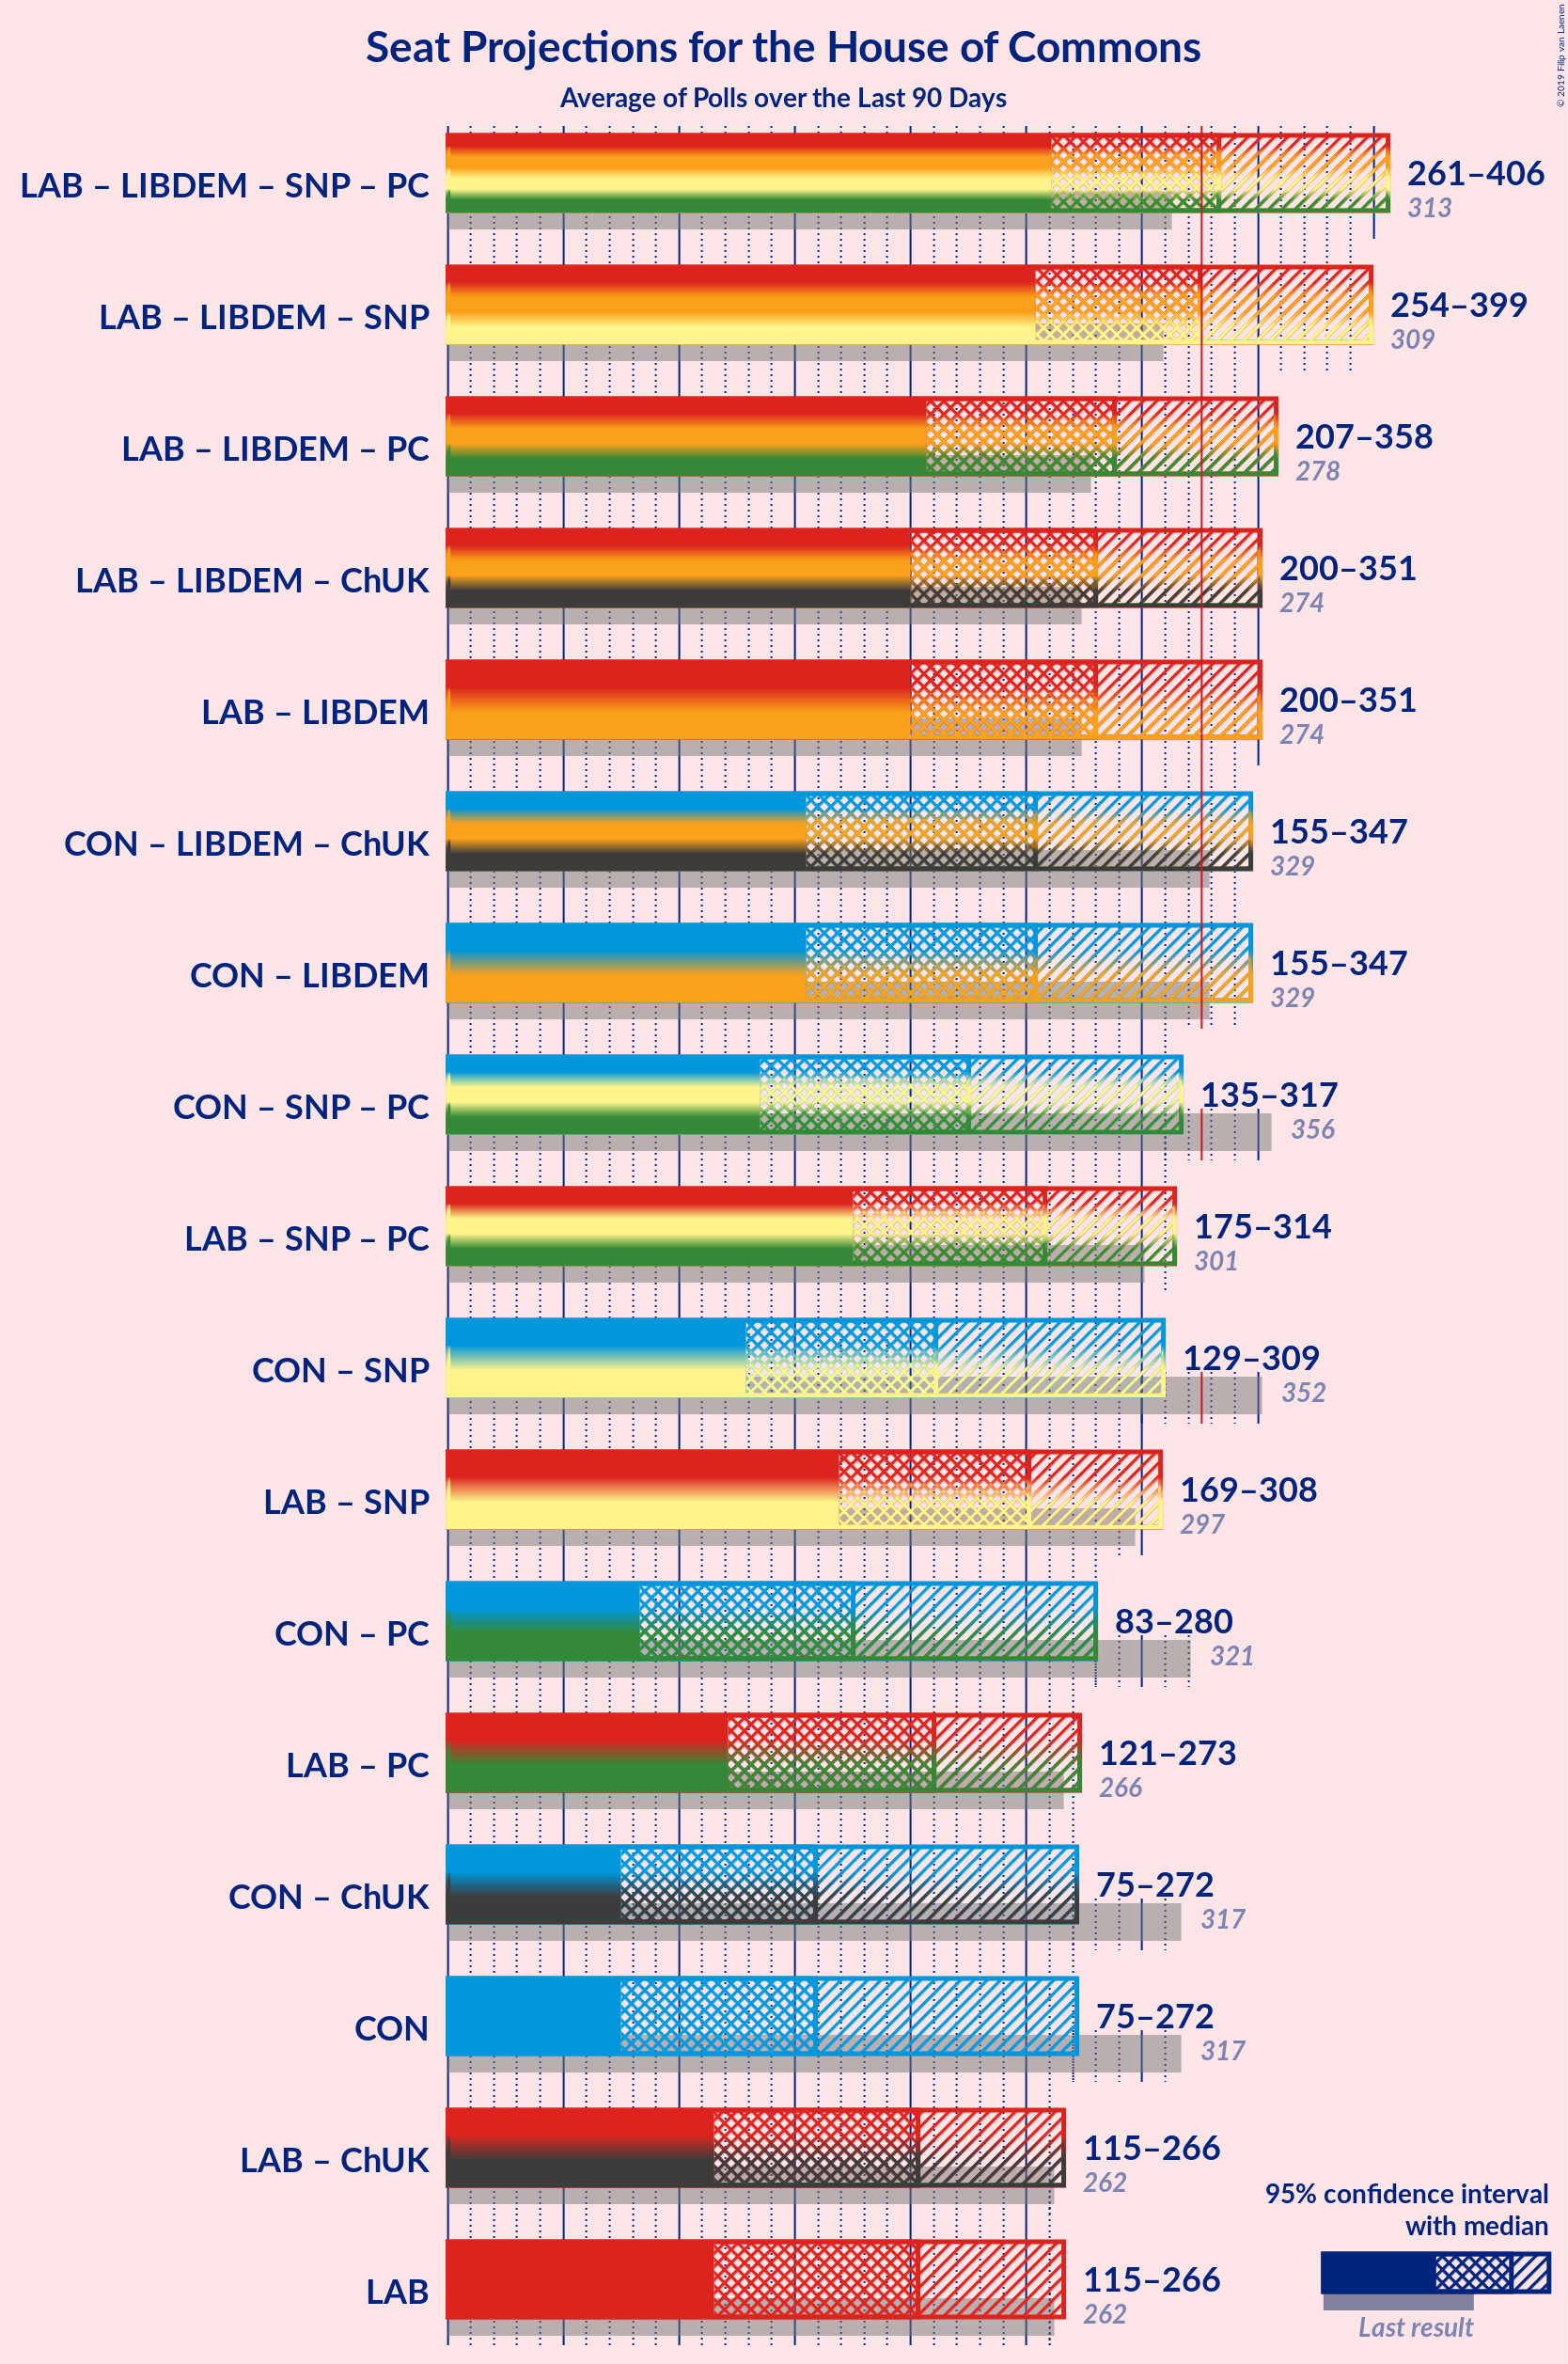 Seat Projections for the House of Commons
Average of Polls over the Last 90 Days
© 2019 Filip van Laenen
LAB – LIBDEM – SNP – PC
261–406
313
LAB – LIBDEM – SNP
254–399
309
LAB – LIBDEM – PC
207–358
278
LAB – LIBDEM – ChUK
200–351
274
LAB – LIBDEM
200–351
274
CON – LIBDEM – ChUK
155–347
329
CON – LIBDEM
155–347
329
CON – SNP – PC
135–317
356
LAB – SNP – PC
175–314
301
CON – SNP
129–309
352
LAB – SNP
169–308
297
CON – PC
83–280
321
LAB – PC
121–273
266
CON – ChUK
75–272
317
CON
75–272
317
LAB – ChUK
115–266
262
LAB
115–266
262
95% confidence interval
with median
Last result